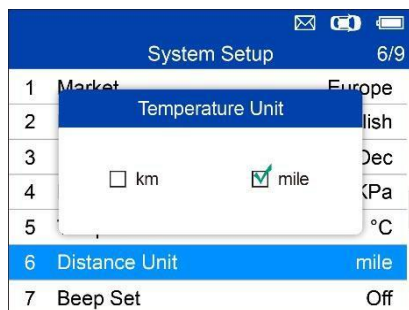 System Setup 6/9
1 Market Europe
Temperature Unit
2 lish
3 Dec
km mile
4 KPa
5 °C
6 Distance Unit mile
7 Beep Set Off